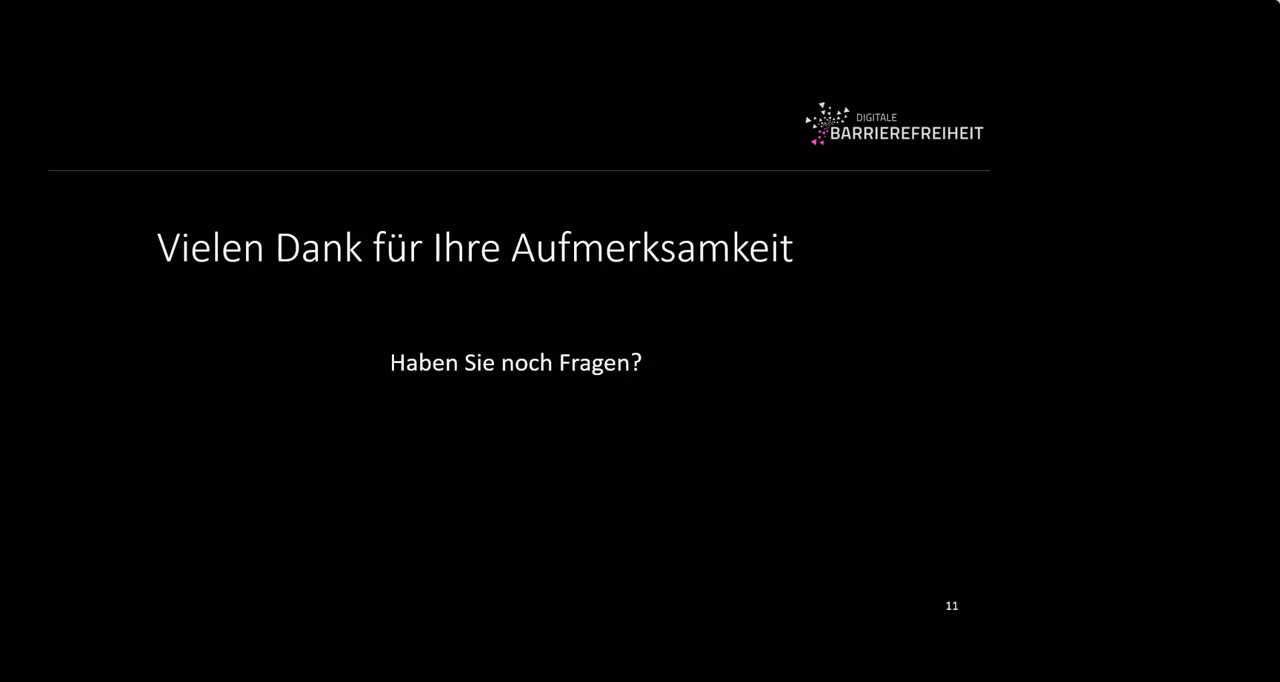 DIGITALE
BARRIEREFREIHEIT
Vielen Dank für Ihre Aufmerksamkeit
Haben Sie noch Fragen?
11